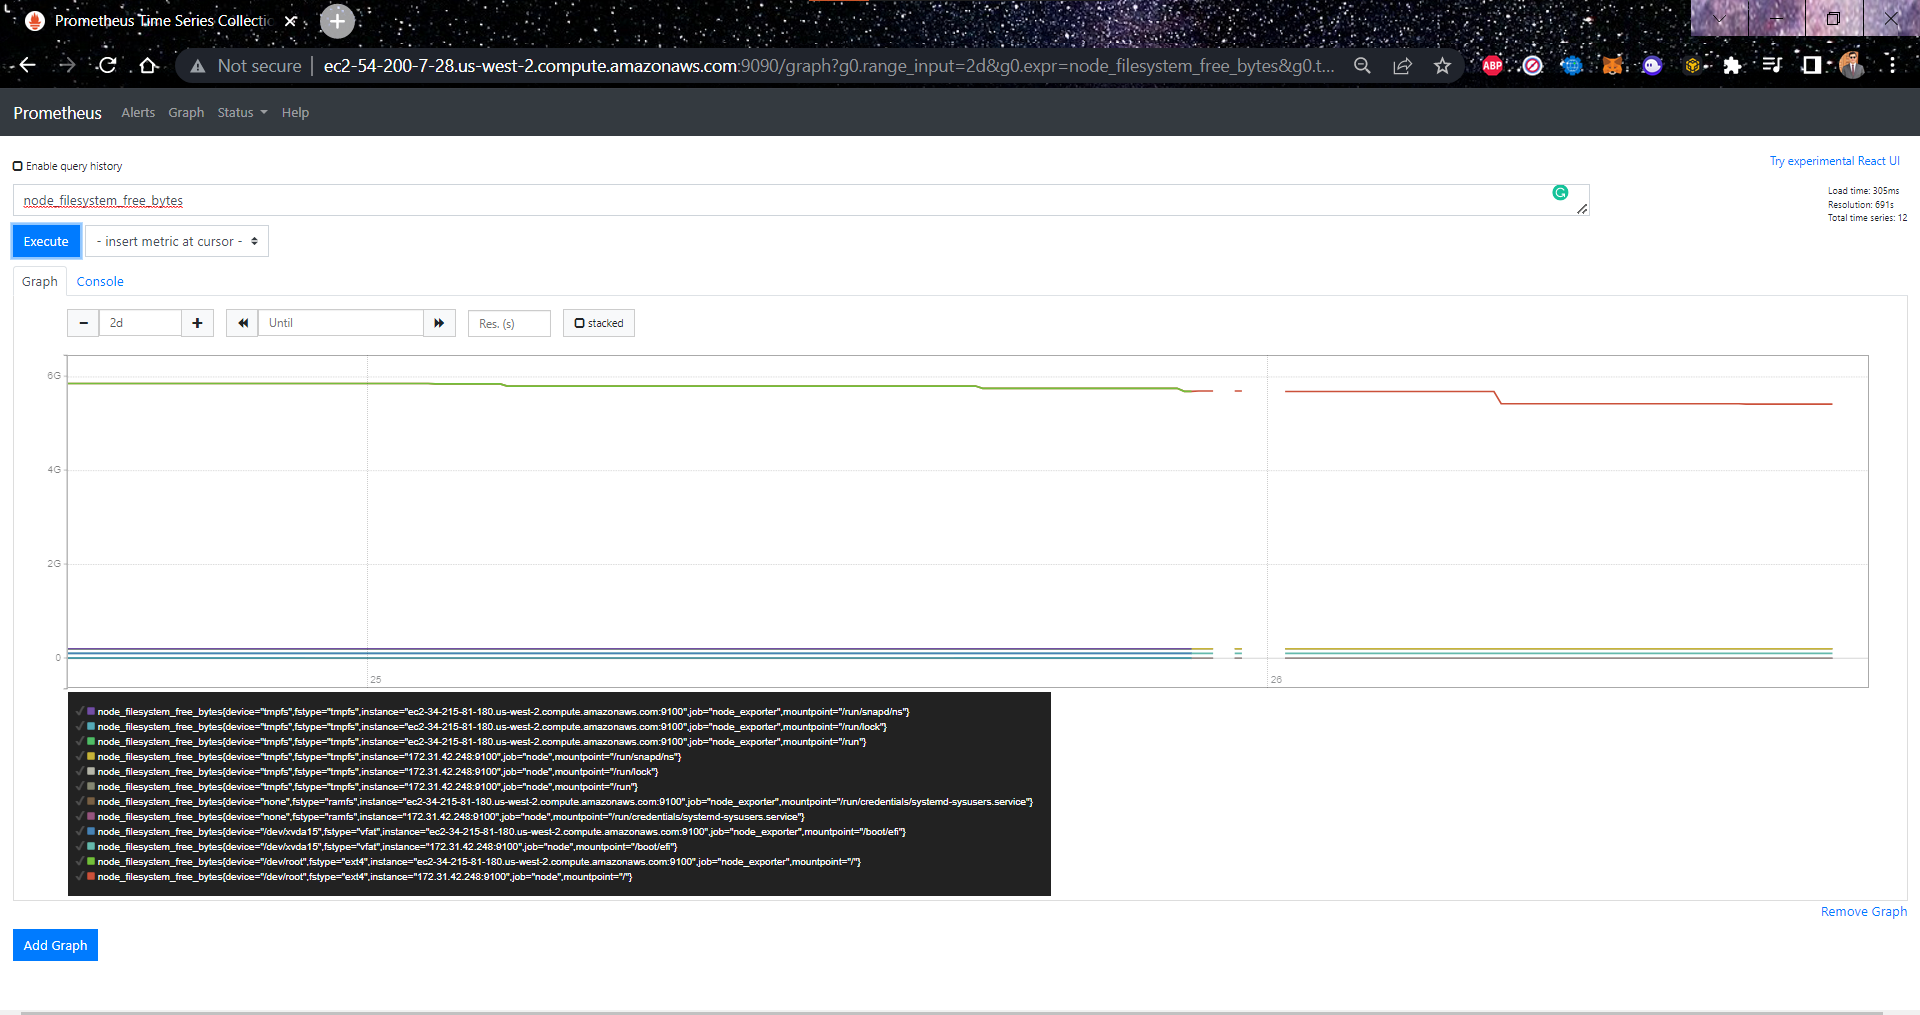 Prometheus Time Series Collectio
Not secure
ec2-54-200-7-28.us-west-2.compute.amazonaws.com:9090/graph?g0.range_input=2d&g0.expr=node_filesystem_free_bytes&g0.t...
ABP
Prometheus Alerts Graph Status Help
Enable query history
Try experimental React UI
node_filesystem_free_bytes
Load time: 305ms
Resolution: 691s
Total time series: 12
Execute
- insert metric at cursor -
Graph Console
2d
Until
Res. (s)
stacked
6G
4G
2G
0
25
26
node_filesystem_free_bytes{device="tmpfs",fstype="tmpfs",instance="ec2-34-215-81-180.us-west-2.compute.amazonaws.com:9100",job="node_exporter",mountpoint="/run/snapd/ns"}
node_filesystem_free_bytes{device="tmpfs",fstype="tmpfs",instance="ec2-34-215-81-180.us-west-2.compute.amazonaws.com:9100",job="node_exporter",mountpoint="/run/lock"}
node_filesystem_free_bytes{device="tmpfs",fstype="tmpfs",instance="ec2-34-215-81-180.us-west-2.compute.amazonaws.com:9100",job="node_exporter",mountpoint="/run"}
node_filesystem_free_bytes{device="tmpfs",fstype="tmpfs",instance="172.31.42.248:9100",job="node",mountpoint="/run/snapd/ns"}
node_filesystem_free_bytes{device="tmpfs",fstype="tmpfs",instance="172.31.42.248:9100",job="node",mountpoint="/run/lock"}
node_filesystem_free_bytes{device="tmpfs",fstype="tmpfs",instance="172.31.42.248:9100",job="node",mountpoint="/run"}
node_filesystem_free_bytes{device="none",fstype="ramfs",instance="ec2-34-215-81-180.us-west-2.compute.amazonaws.com:9100",job="node_exporter",mountpoint="/run/credentials/systemd-sysusers.service"}
node_filesystem_free_bytes{device="none",fstype="ramfs",instance="172.31.42.248:9100",job="node",mountpoint="/run/credentials/systemd-sysusers.service"}
node_filesystem_free_bytes{device="/dev/xvda15",fstype="vfat",instance="ec2-34-215-81-180.us-west-2.compute.amazonaws.com:9100",job="node_exporter",mountpoint="/boot/efi"}
node_filesystem_free_bytes{device="/dev/xvda15",fstype="vfat",instance="172.31.42.248:9100",job="node",mountpoint="/boot/efi"}
node_filesystem_free_bytes{device="/dev/root",fstype="ext4",instance="ec2-34-215-81-180.us-west-2.compute.amazonaws.com:9100",job="node_exporter",mountpoint="/"}
node_filesystem_free_bytes{device="/dev/root",fstype="ext4",instance="172.31.42.248:9100",job="node",mountpoint="/"}
Remove Graph
Add Graph